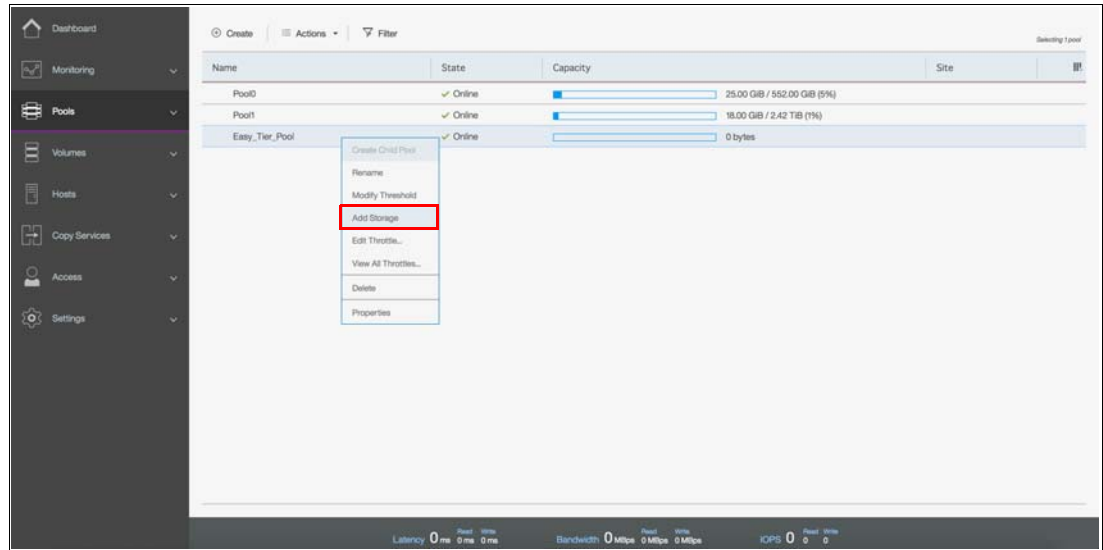 Dashboard
Monitoring
Pools
Volumes
Hosts
Copy Services
Access
Settings
Create Actions Filter
Selecting 1 pool
Name State Capacity Site
Pool0 Online 25.00 GiB / 552.00 GiB (5%)
Pool1 Online 18.00 GiB / 2.42 TiB (1%)
Easy_Tier_Pool Online 0 bytes
Create Child Pool
Rename
Modify Threshold
Add Storage
Edit Throttle...
View All Throttles...
Delete
Properties
Latency 0 ms Read 0 ms Write 0 ms Bandwidth 0 MBps Read 0 MBps Write 0 MBps IOPS 0 Read 0 Write 0